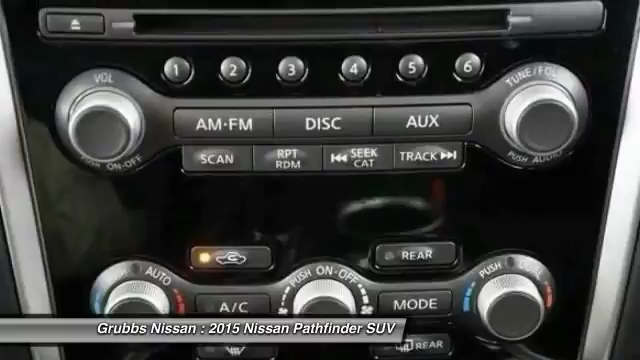 1 2 3 4 5 6
VOL
TUNE/FOL
AM·FM DISC AUX
PUSH ON-OFF
PUSH AUDIO
SCAN RPT RDM SEEK CAT TRACK
REAR
AUTO PUSH ON-OFF PUSH DUAL
A/C MODE
Grubbs Nissan : 2015 Nissan Pathfinder SUV
REAR